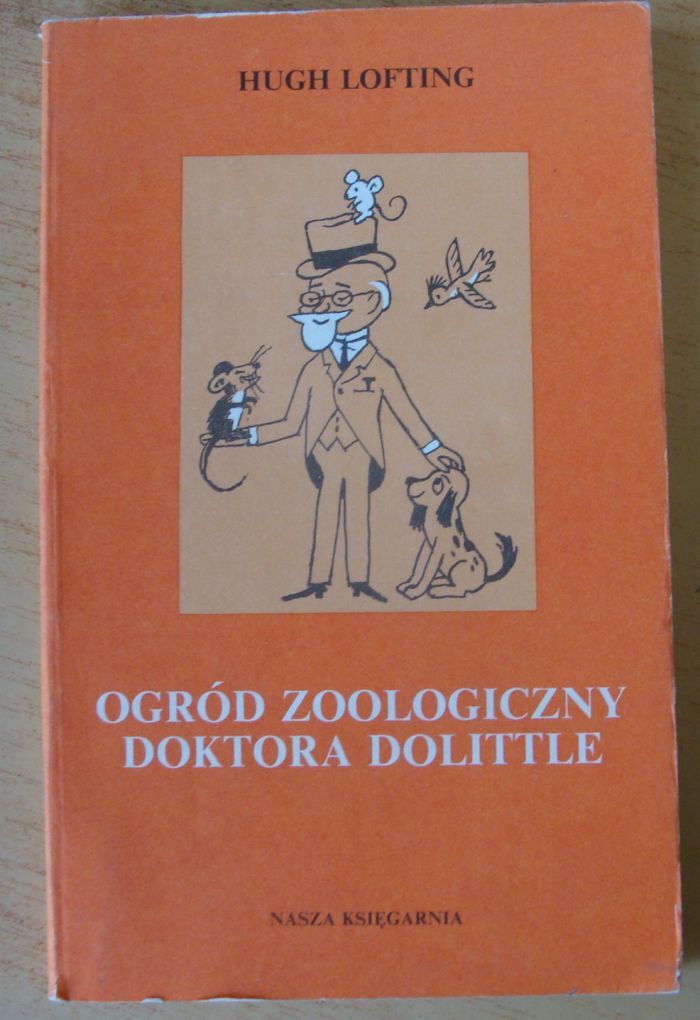 HUGH LOFTING
OGRÓD ZOOLOGICZNY
DOKTORA DOLITTLE
NASZA KSIĘGARNIA